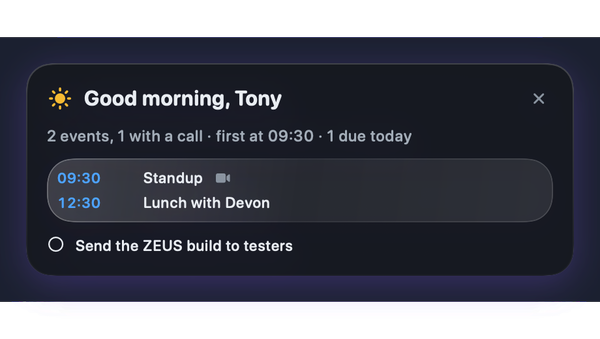 Good morning, Tony
2 events, 1 with a call · first at 09:30 · 1 due today
09:30 Standup
12:30 Lunch with Devon
Send the ZEUS build to testers